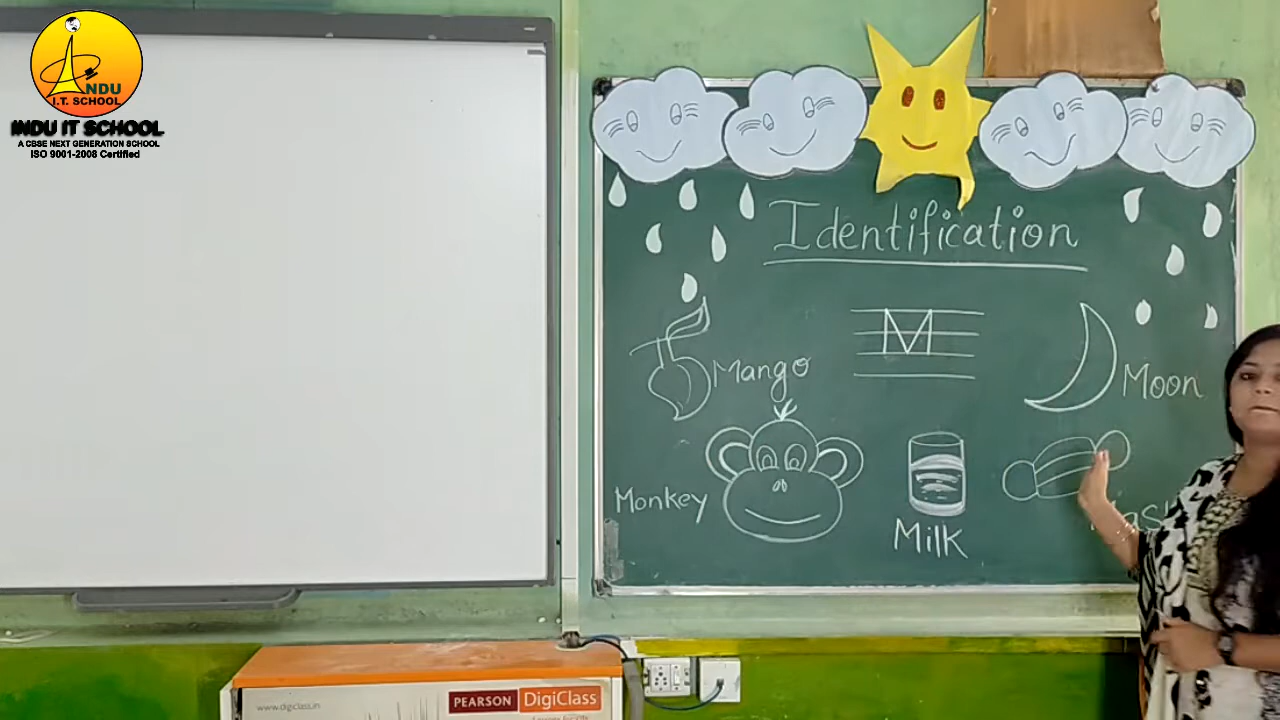 NDU
I.T. SCHOOL
INDU IT SCHOOL
A CBSE NEXT GENERATION SCHOOL
ISO 9001-2008 Certified
Identification
M
Mango
Moon
Monkey
Milk
www.digiclass.in
PEARSON DigiClass